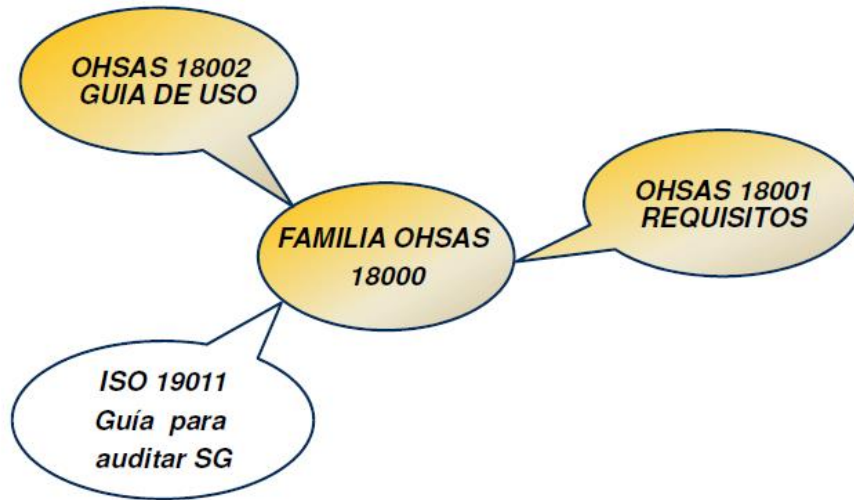 OHSAS 18002
GUIA DE USO
OHSAS 18001
REQUISITOS
FAMILIA OHSAS
18000
ISO 19011
Guía para
auditar SG